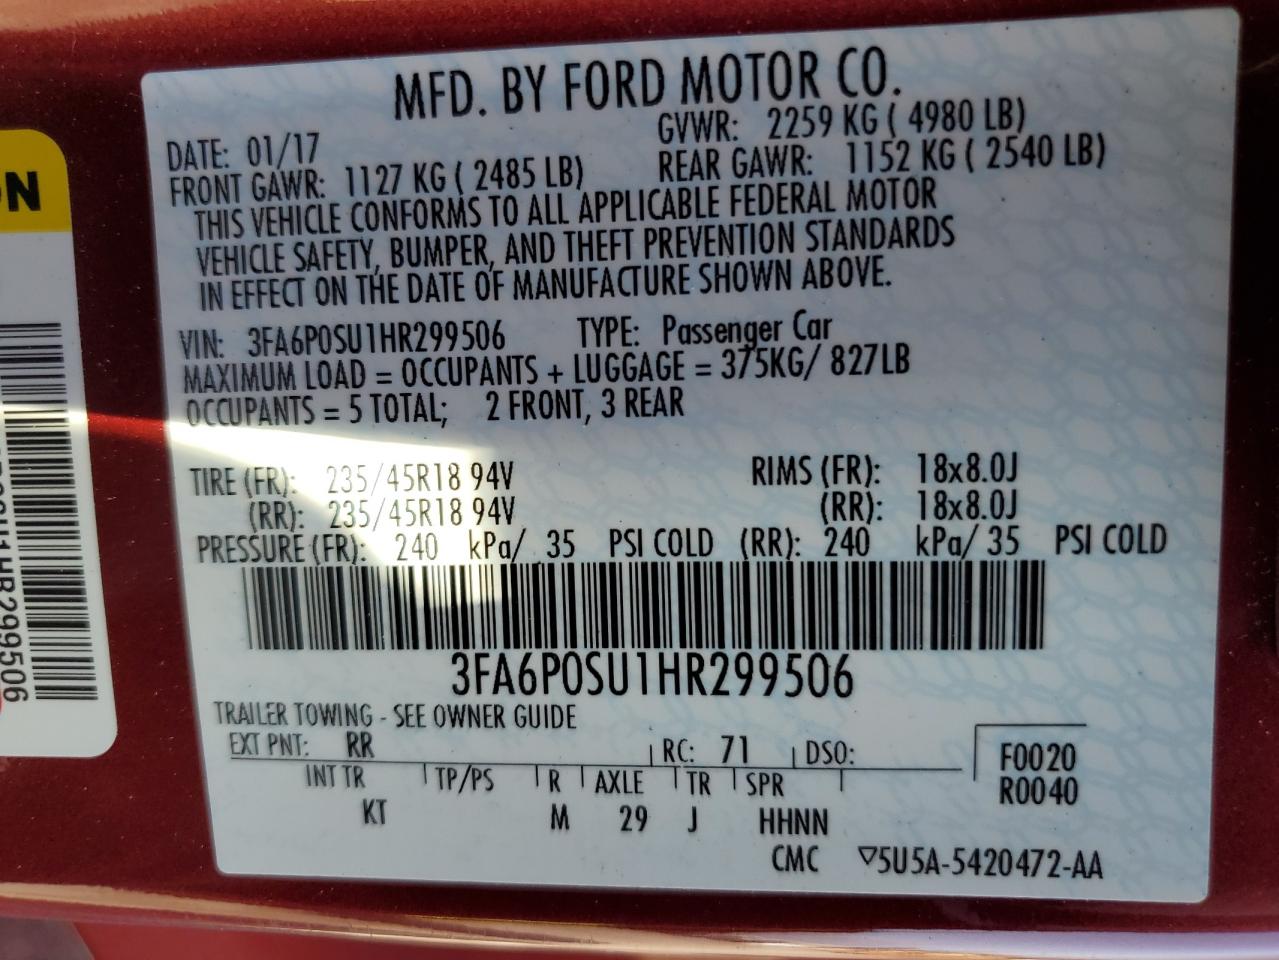 MFD. BY FORD MOTOR CO.
DATE: 01/17 GVWR: 2259 KG ( 4980 LB)
FRONT GAWR: 1127 KG ( 2485 LB) REAR GAWR: 1152 KG ( 2540 LB)
THIS VEHICLE CONFORMS TO ALL APPLICABLE FEDERAL MOTOR
VEHICLE SAFETY, BUMPER, AND THEFT PREVENTION STANDARDS
IN EFFECT ON THE DATE OF MANUFACTURE SHOWN ABOVE.
VIN: 3FA6P0SU1HR299506 TYPE: Passenger Car
MAXIMUM LOAD = OCCUPANTS + LUGGAGE = 375KG/ 827LB
OCCUPANTS = 5 TOTAL; 2 FRONT, 3 REAR
TIRE (FR): 235/45R18 94V RIMS (FR): 18x8.0J
(RR): 235/45R18 94V (RR): 18x8.0J
PRESSURE (FR): 240 kPa/ 35 PSI COLD (RR): 240 kPa/ 35 PSI COLD
3FA6P0SU1HR299506
TRAILER TOWING - SEE OWNER GUIDE
EXT PNT: RR RC: 71 DSO: F0020
INT TR TP/PS R AXLE TR SPR R0040
KT M 29 J HHNN
CMC ▽5U5A-5420472-AA
ON
U1HR299506